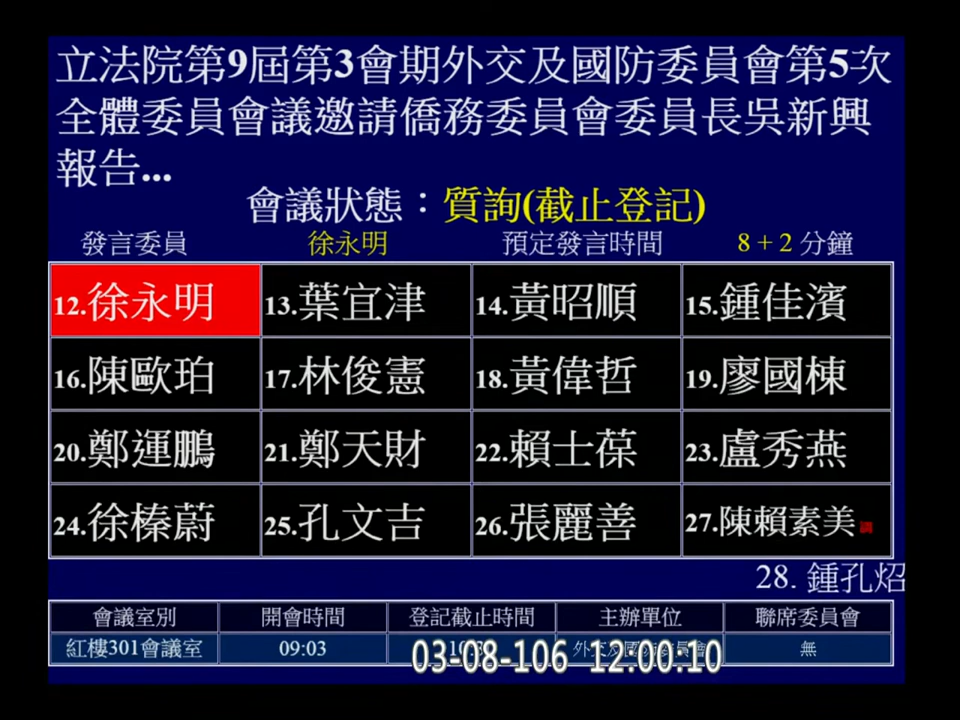 立法院第9屆第3會期外交及國防委員會第5次
全體委員會議邀請僑務委員會委員長吳新興
報告...
會議狀態：質詢(截止登記)
發言委員 徐永明 預定發言時間 8 + 2 分鐘
12.徐永明 13.葉宜津 14.黃昭順 15.鍾佳濱
16.陳歐珀 17.林俊憲 18.黃偉哲 19.廖國棟
20.鄭運鵬 21.鄭天財 22.賴士葆 23.盧秀燕
24.徐榛蔚 25.孔文吉 26.張麗善 27.陳賴素美
28. 鍾孔炤
會議室別 開會時間 登記截止時間 主辦單位 聯席委員會
紅樓301會議室 09:03 外交及國防委員會 無
03-08-106 12:00:10